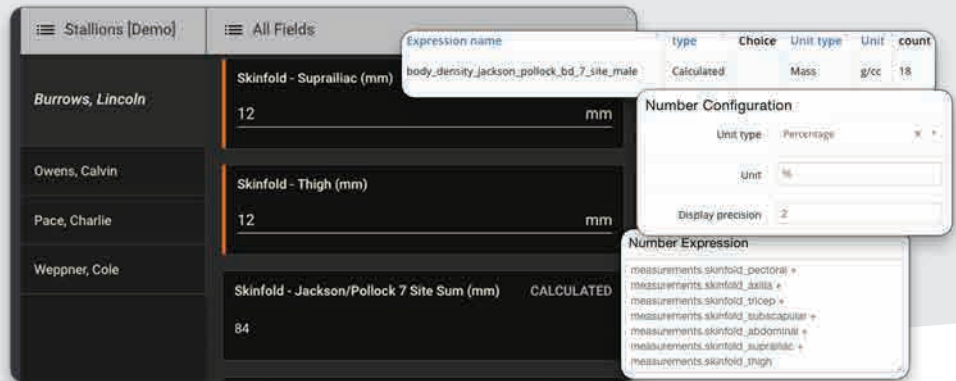 Stallions [Demo]
All Fields
Burrows, Lincoln
Owens, Calvin
Pace, Charlie
Weppner, Cole
Skinfold - Suprailiac (mm)
12 mm
Skinfold - Thigh (mm)
12 mm
Skinfold - Jackson/Pollock 7 Site Sum (mm) CALCULATED
84
Expression name type Choice Unit type Unit count
body_density_jackson_pollock_bd_7_site_male Calculated Mass g/cc 18
Number Configuration
Unit type Percentage ×
Unit %
Display precision 2
Number Expression
measurements.skinfold_pectoral +
measurements.skinfold_axilla +
measurements.skinfold_tricep +
measurements.skinfold_subscapular +
measurements.skinfold_abdominal +
measurements.skinfold_suprailiac +
measurements.skinfold_thigh